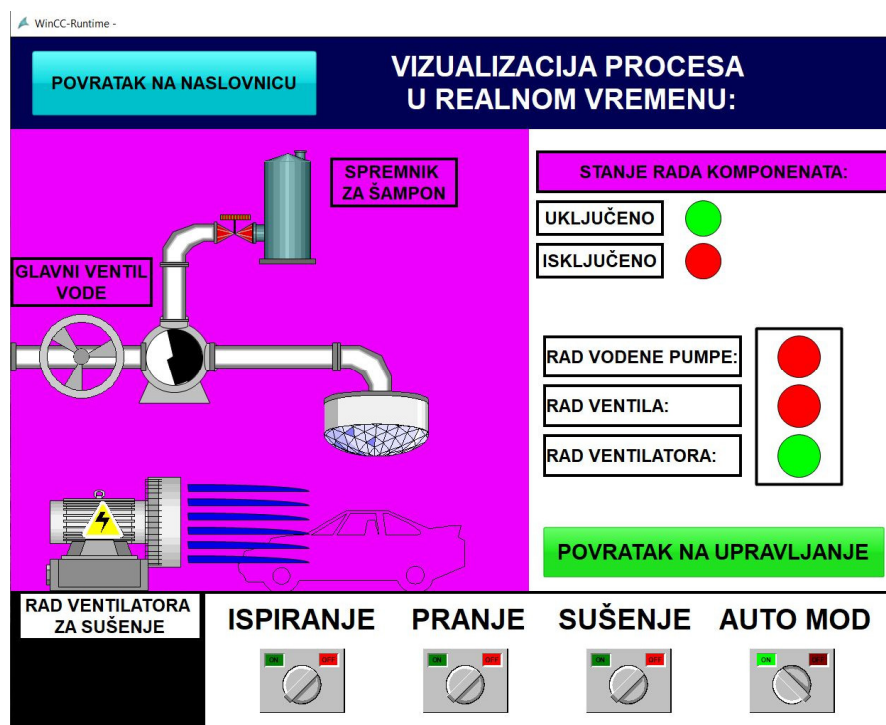 WinCC-Runtime -
POVRATAK NA NASLOVNICU
VIZUALIZACIJA PROCESA
U REALNOM VREMENU:
SPREMNIK
ZA ŠAMPON
GLAVNI VENTIL
VODE
STANJE RADA KOMPONENATA:
UKLJUČENO
ISKLJUČENO
RAD VODENE PUMPE:
RAD VENTILA:
RAD VENTILATORA:
POVRATAK NA UPRAVLJANJE
RAD VENTILATORA
ZA SUŠENJE
ISPIRANJE PRANJE SUŠENJE AUTO MOD
ON OFF ON OFF ON OFF ON OFF